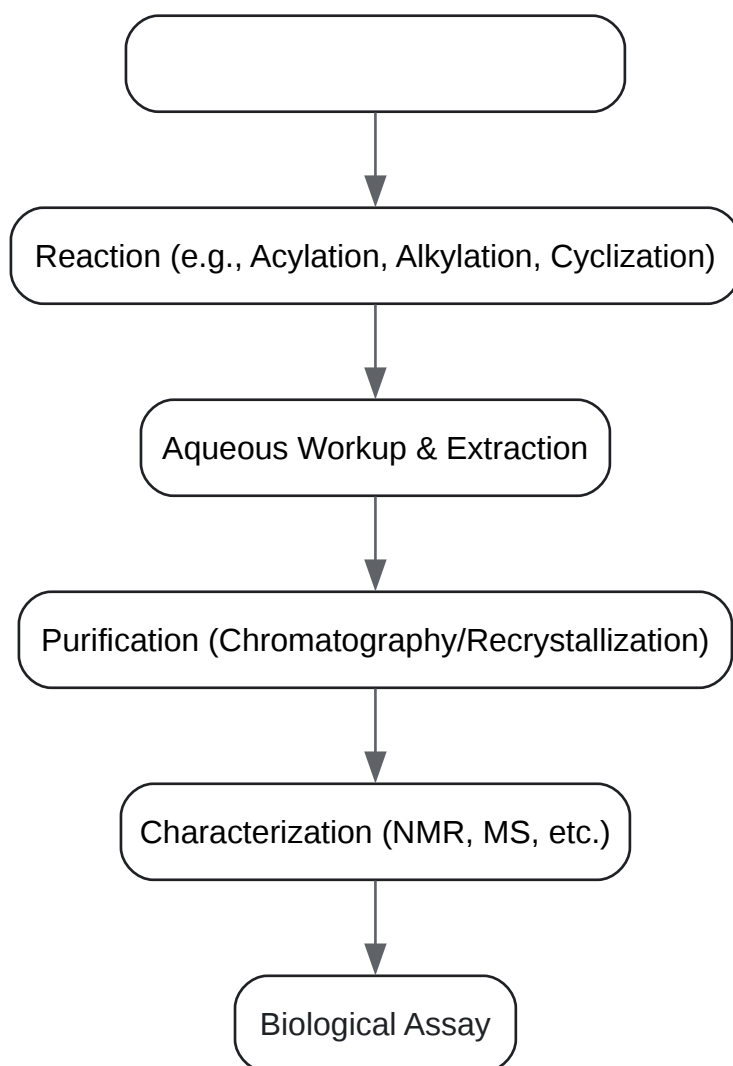 Reaction (e.g., Acylation, Alkylation, Cyclization)
Aqueous Workup & Extraction
Purification (Chromatography/Recrystallization)
Characterization (NMR, MS, etc.)
Biological Assay